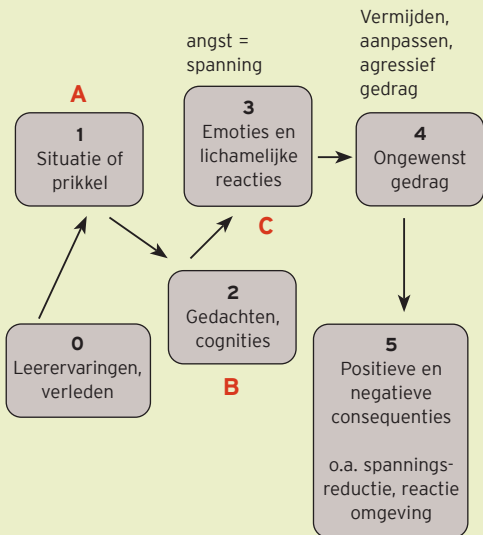 Vermijden,
aanpassen,
agressief
gedrag
angst =
spanning
A
1
Situatie of
prikkel
3
Emoties en
lichamelijke
reacties
4
Ongewenst
gedrag
C
2
Gedachten,
cognities
B
0
Leerervaringen,
verleden
5
Positieve en
negatieve
consequenties
o.a. spannings-
reductie, reactie
omgeving